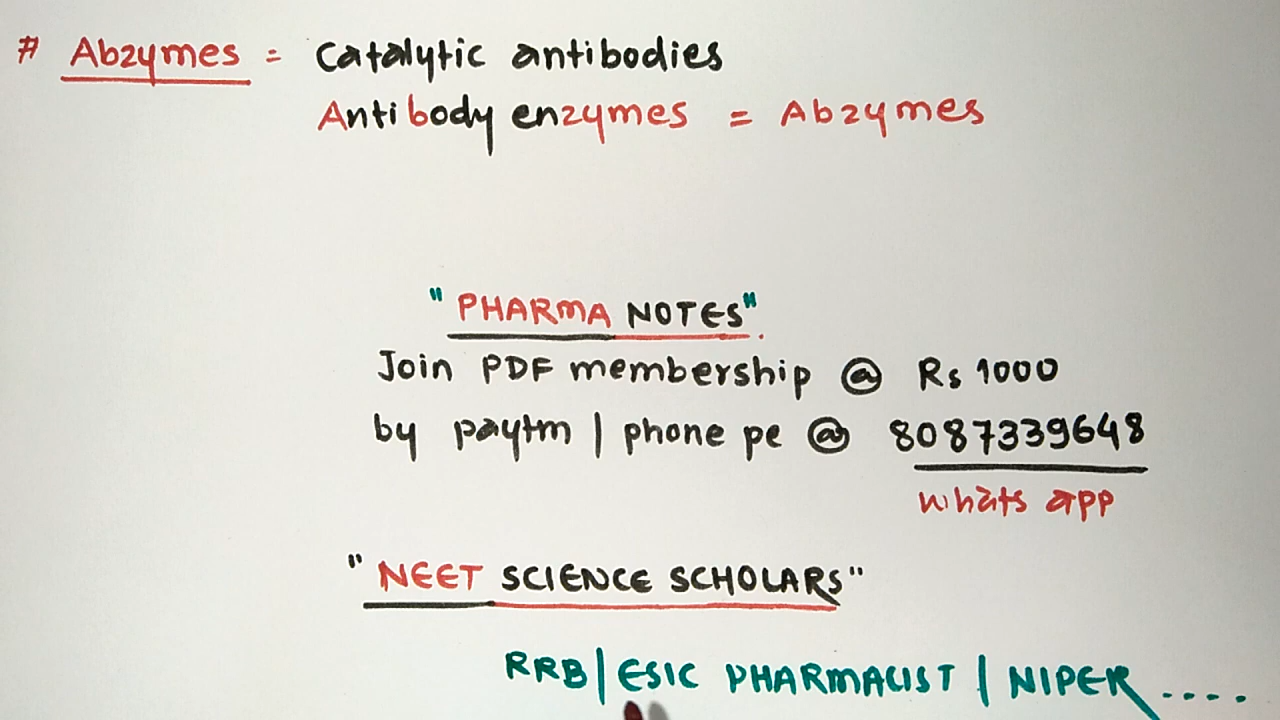 # Abzymes = Catalytic antibodies
Antibody enzymes = Abzymes
"PHARMA NOTES".
Join PDF membership @ Rs 1000
by paytm | phone pe @ 8087339648
whats app
"NEET SCIENCE SCHOLARS"
RRB | ESIC PHARMACIST | NIPER ....